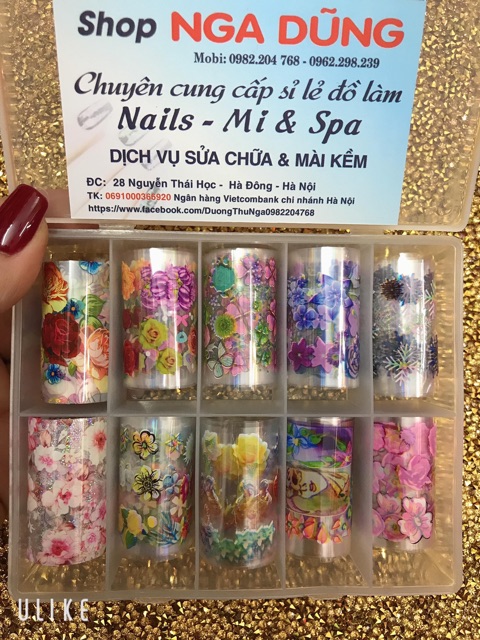 Shop NGA DŨNG
Mobi: 0982.204 768 - 0962.298.239
Chuyên cung cấp sỉ lẻ đồ làm
Nails - Mi & Spa
DỊCH VỤ SỬA CHỮA & MÀI KỀM
ĐC: 28 Nguyễn Thái Học - Hà Đông - Hà Nội
TK: 0691000365920 Ngân hàng Vietcombank chi nhánh Hà Nội
https://www.facebook.com/DuongThuNga0982204768
ULIKE